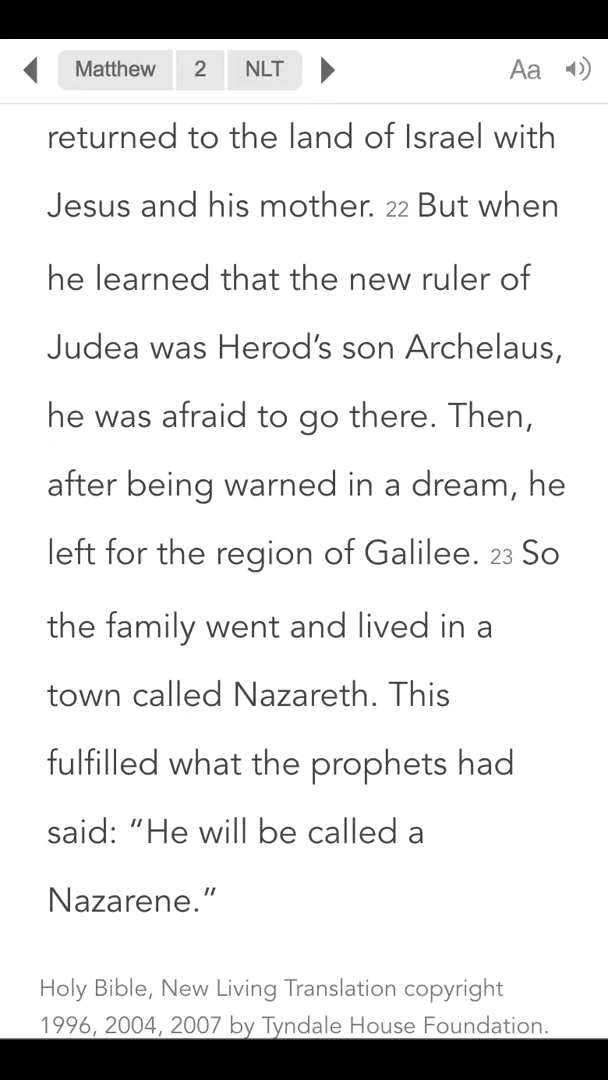 Matthew 2 NLT Aa
returned to the land of Israel with
Jesus and his mother. 22 But when
he learned that the new ruler of
Judea was Herod’s son Archelaus,
he was afraid to go there. Then,
after being warned in a dream, he
left for the region of Galilee. 23 So
the family went and lived in a
town called Nazareth. This
fulfilled what the prophets had
said: “He will be called a
Nazarene.”
Holy Bible, New Living Translation copyright
1996, 2004, 2007 by Tyndale House Foundation.